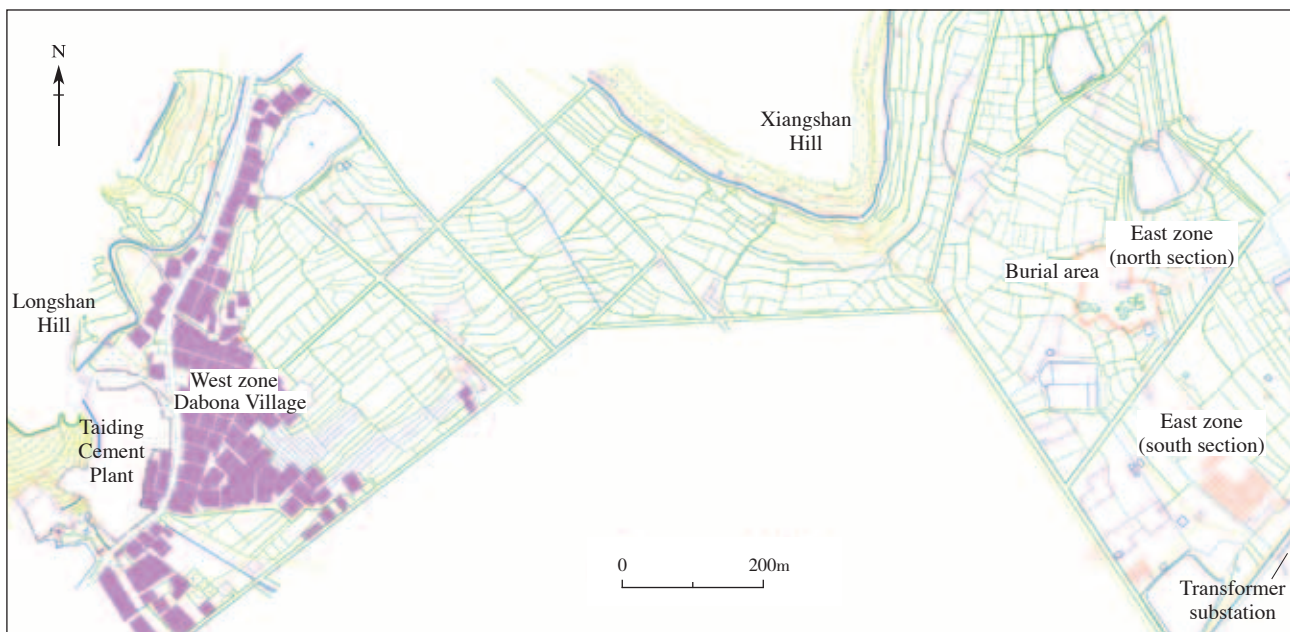 N
Xiangshan
Hill
East zone
(north section)
Burial area
Longshan
Hill
West zone
Dabona Village
Taiding
Cement
Plant
East zone
(south section)
0 200m
Transformer
substation